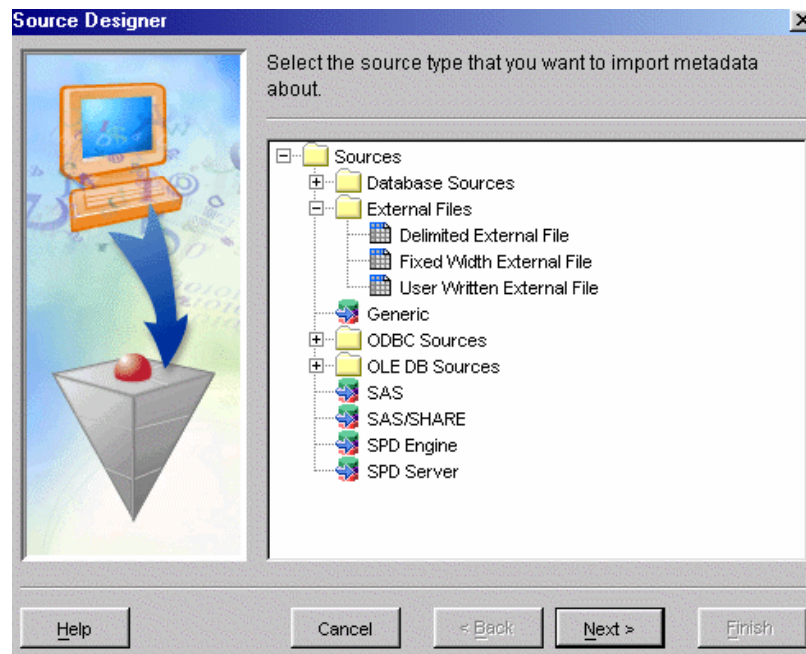 Source Designer
Select the source type that you want to import metadata
about.
Sources
Database Sources
External Files
Delimited External File
Fixed Width External File
User Written External File
Generic
ODBC Sources
OLE DB Sources
SAS
SAS/SHARE
SPD Engine
SPD Server
Help
Cancel
< Back
Next >
Finish